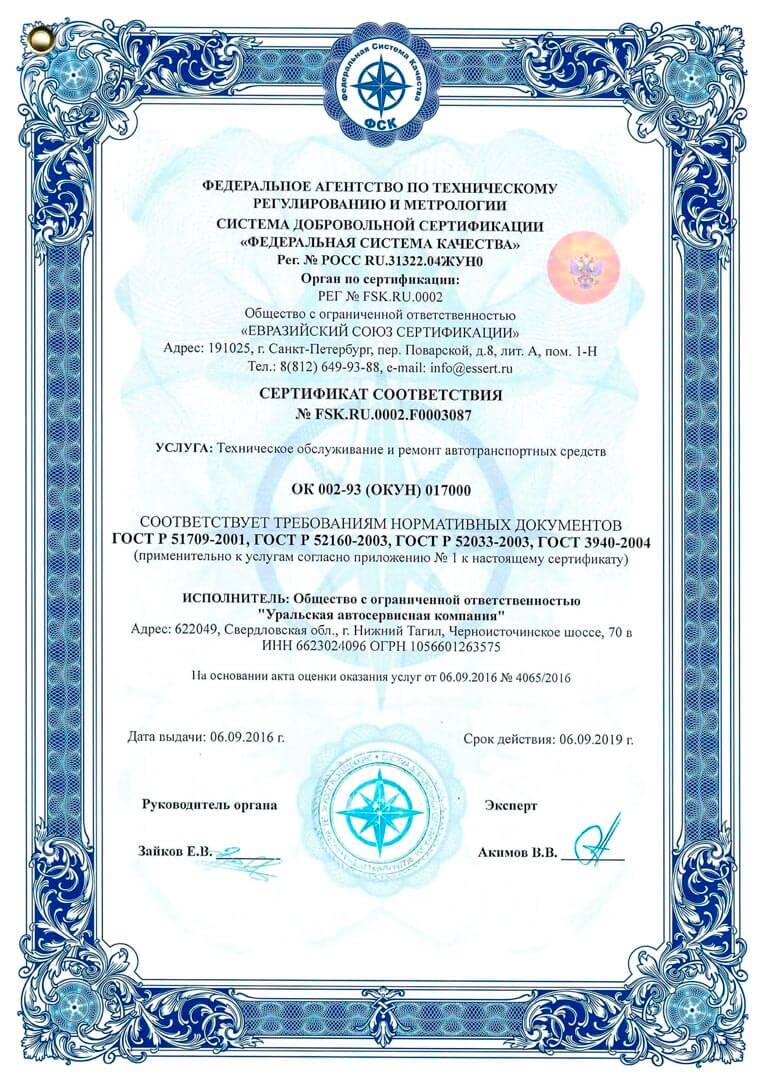 Федеральная Система Качества
ФСК
ФЕДЕРАЛЬНОЕ АГЕНТСТВО ПО ТЕХНИЧЕСКОМУ
РЕГУЛИРОВАНИЮ И МЕТРОЛОГИИ
СИСТЕМА ДОБРОВОЛЬНОЙ СЕРТИФИКАЦИИ
«ФЕДЕРАЛЬНАЯ СИСТЕМА КАЧЕСТВА»
Рег. № РОСС RU.31322.04ЖУН0
Орган по сертификации:
РЕГ № FSK.RU.0002
Общество с ограниченной ответственностью
«ЕВРАЗИЙСКИЙ СОЮЗ СЕРТИФИКАЦИИ»
Адрес: 191025, г. Санкт-Петербург, пер. Поварской, д.8, лит. А, пом. 1-Н
Тел.: 8(812) 649-93-88, e-mail: info@essert.ru
СЕРТИФИКАТ СООТВЕТСТВИЯ
№ FSK.RU.0002.F0003087
УСЛУГА: Техническое обслуживание и ремонт автотранспортных средств
ОК 002-93 (ОКУН) 017000
СООТВЕТСТВУЕТ ТРЕБОВАНИЯМ НОРМАТИВНЫХ ДОКУМЕНТОВ
ГОСТ Р 51709-2001, ГОСТ Р 52160-2003, ГОСТ Р 52033-2003, ГОСТ 3940-2004
(применительно к услугам согласно приложению № 1 к настоящему сертификату)
ИСПОЛНИТЕЛЬ: Общество с ограниченной ответственностью
"Уральская автосервисная компания"
Адрес: 622049, Свердловская обл., г. Нижний Тагил, Черноисточинское шоссе, 70 в
ИНН 6623024096 ОГРН 1056601263575
На основании акта оценки оказания услуг от 06.09.2016 № 4065/2016
Дата выдачи: 06.09.2016 г.
Срок действия: 06.09.2019 г.
Руководитель органа
Эксперт
Зайков Е.В.
Акимов В.В.